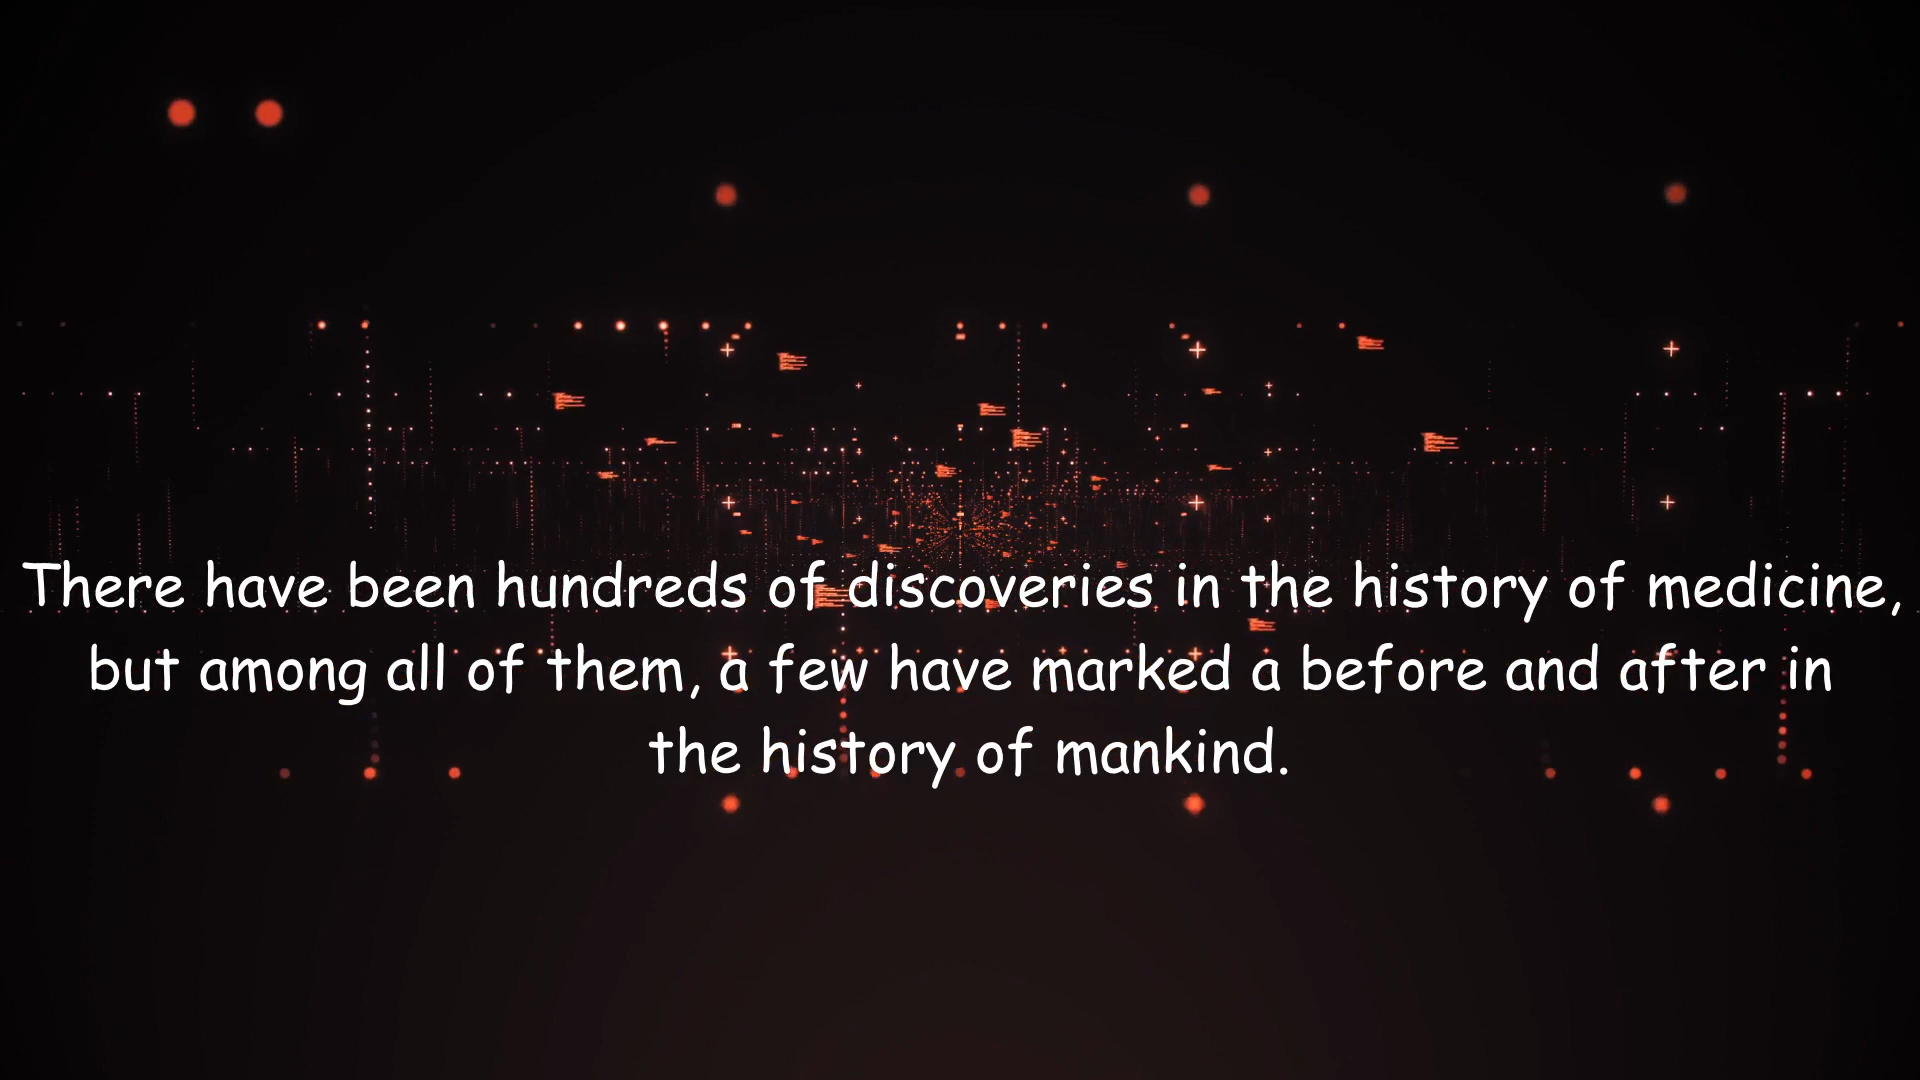 There have been hundreds of discoveries in the history of medicine,
but among all of them, a few have marked a before and after in
the history of mankind.